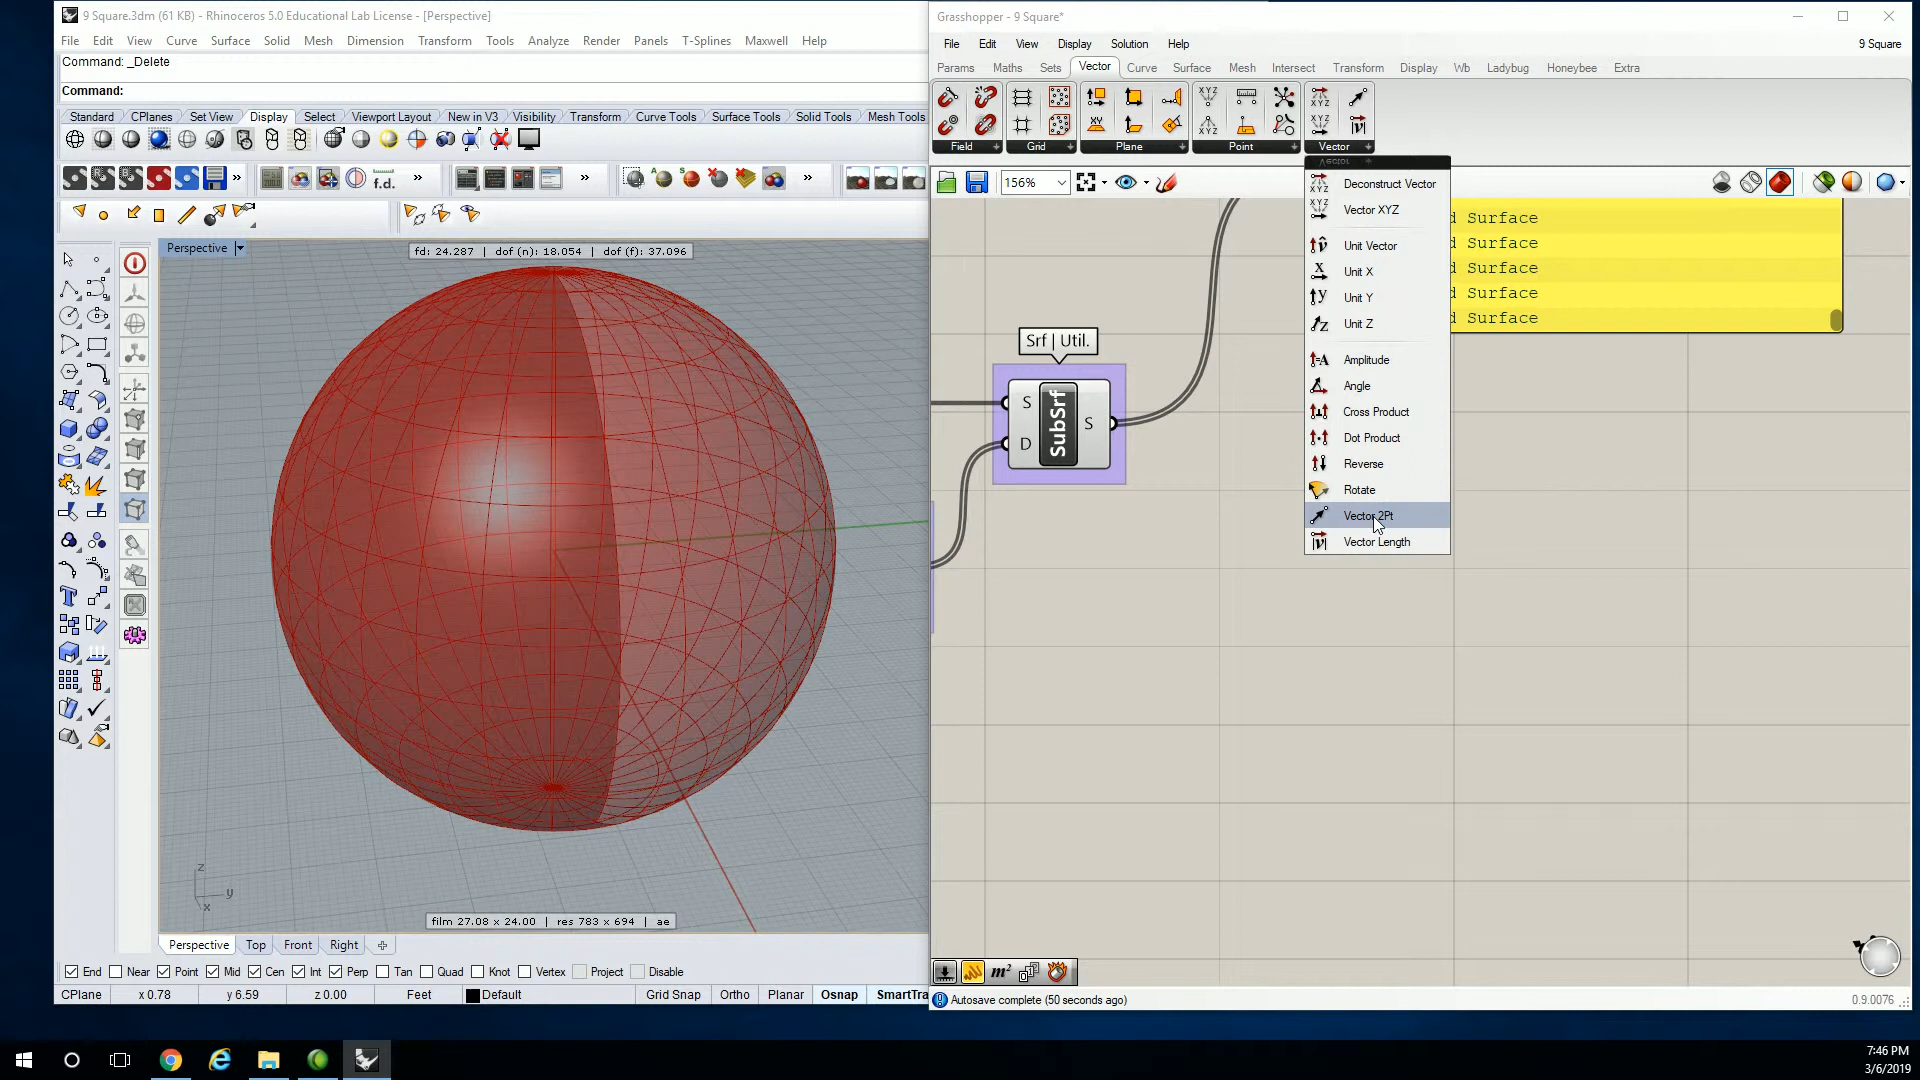 9 Square.3dm (61 KB) - Rhinoceros 5.0 Educational Lab License - [Perspective]
File Edit View Curve Surface Solid Mesh Dimension Transform Tools Analyze Render Panels T-Splines Maxwell Help
Command: _Delete
Command:
Standard CPlanes Set View Display Select Viewport Layout New in V3 Visibility Transform Curve Tools Surface Tools Solid Tools Mesh Tools
f.d.
Perspective
fd: 24.287 | dof (n): 18.054 | dof (f): 37.096
z
y
x
film 27.08 x 24.00 | res 783 x 694 | ae
Perspective Top Front Right
End Near Point Mid Cen Int Perp Tan Quad Knot Vertex Project Disable
CPlane x 0.78 y 6.59 z 0.00 Feet Default Grid Snap Ortho Planar Osnap SmartTra
Grasshopper - 9 Square*
File Edit View Display Solution Help
9 Square
Params Maths Sets Vector Curve Surface Mesh Intersect Transform Display Wb Ladybug Honeybee Extra
Field Grid Plane Point Vector
156%
Vector
Deconstruct Vector
Vector XYZ
Unit Vector
Unit X
Unit Y
Unit Z
Amplitude
Angle
Cross Product
Dot Product
Reverse
Rotate
Vector 2Pt
Vector Length
d Surface
d Surface
d Surface
d Surface
d Surface
Srf | Util.
S
D
SubSrf
S
Autosave complete (50 seconds ago)
0.9.0076
7:46 PM
3/6/2019